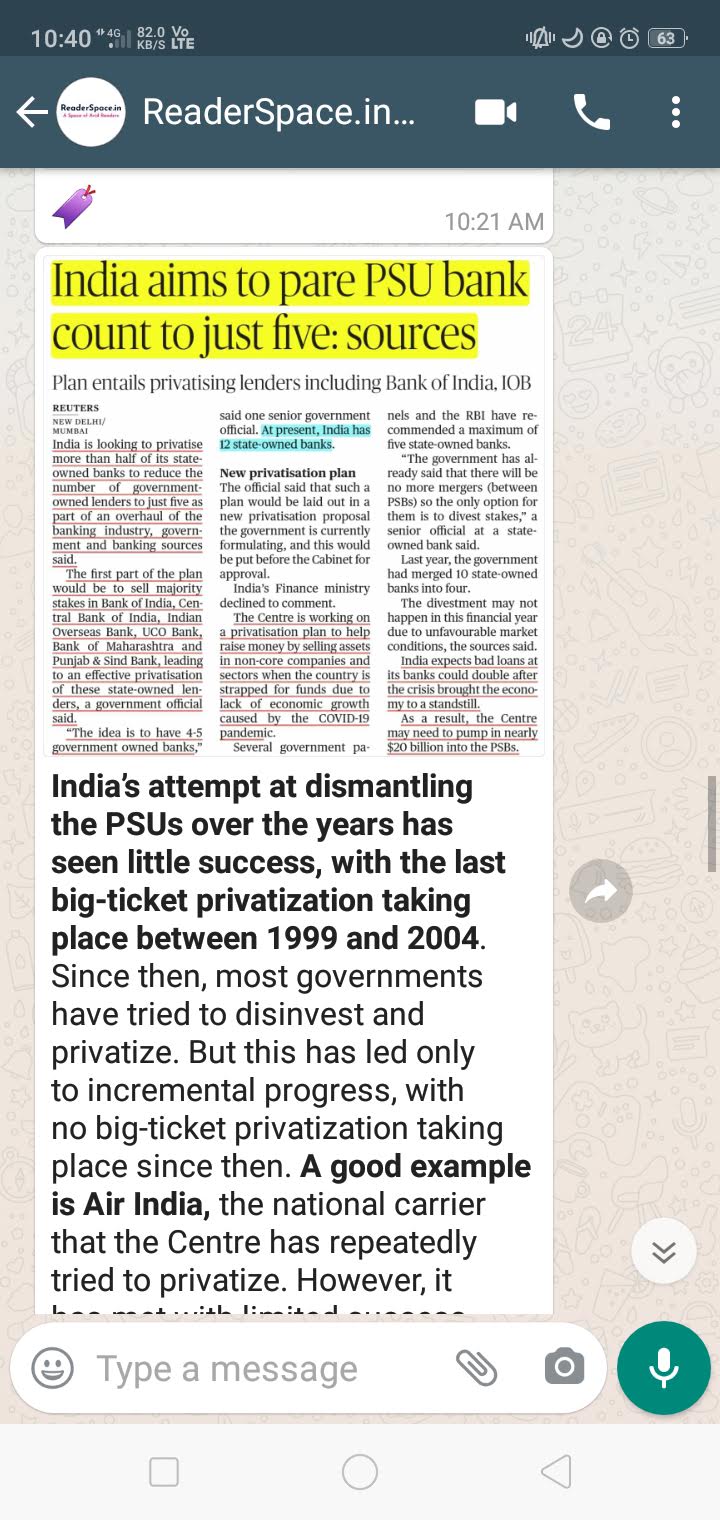 10:40 4G 82.0 KB/S Vo LTE 63
ReaderSpace.in
A Space of Avid Readers
ReaderSpace.in...
10:21 AM
India aims to pare PSU bank
count to just five: sources
Plan entails privatising lenders including Bank of India, IOB
REUTERS
NEW DELHI/
MUMBAI
India is looking to privatise
more than half of its state-
owned banks to reduce the
number of government-
owned lenders to just five as
part of an overhaul of the
banking industry, govern-
ment and banking sources
said.
The first part of the plan
would be to sell majority
stakes in Bank of India, Cen-
tral Bank of India, Indian
Overseas Bank, UCO Bank,
Bank of Maharashtra and
Punjab & Sind Bank, leading
to an effective privatisation
of these state-owned len-
ders, a government official
said.
“The idea is to have 4-5
government owned banks,”
said one senior government
official. At present, India has
12 state-owned banks.
New privatisation plan
The official said that such a
plan would be laid out in a
new privatisation proposal
the government is currently
formulating, and this would
be put before the Cabinet for
approval.
India’s Finance ministry
declined to comment.
The Centre is working on
a privatisation plan to help
raise money by selling assets
in non-core companies and
sectors when the country is
strapped for funds due to
lack of economic growth
caused by the COVID-19
pandemic.
Several government pa-
nels and the RBI have re-
commended a maximum of
five state-owned banks.
“The government has al-
ready said that there will be
no more mergers (between
PSBs) so the only option for
them is to divest stakes,” a
senior official at a state-
owned bank said.
Last year, the government
had merged 10 state-owned
banks into four.
The divestment may not
happen in this financial year
due to unfavourable market
conditions, the sources said.
India expects bad loans at
its banks could double after
the crisis brought the econo-
my to a standstill.
As a result, the Centre
may need to pump in nearly
$20 billion into the PSBs.
India’s attempt at dismantling
the PSUs over the years has
seen little success, with the last
big-ticket privatization taking
place between 1999 and 2004.
Since then, most governments
have tried to disinvest and
privatize. But this has led only
to incremental progress, with
no big-ticket privatization taking
place since then. A good example
is Air India, the national carrier
that the Centre has repeatedly
tried to privatize. However, it
has met with limited success
Type a message